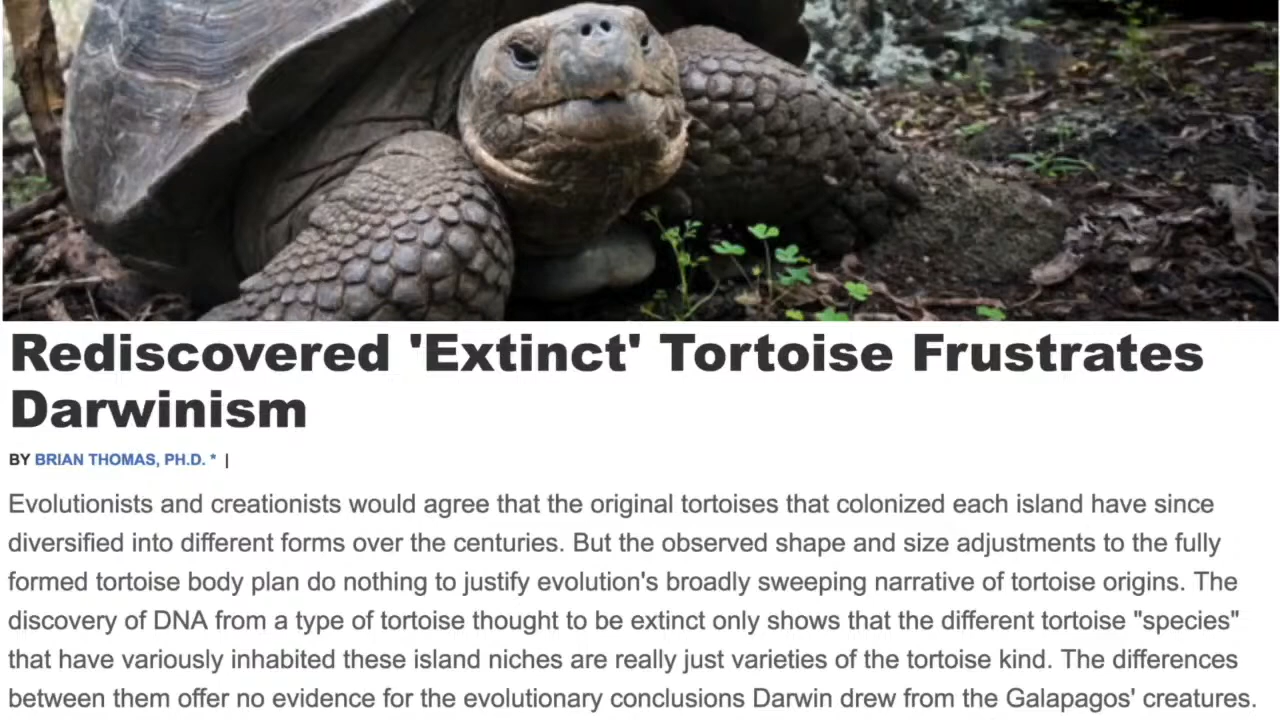 Rediscovered 'Extinct' Tortoise Frustrates
Darwinism
BY BRIAN THOMAS, PH.D. * |
Evolutionists and creationists would agree that the original tortoises that colonized each island have since
diversified into different forms over the centuries. But the observed shape and size adjustments to the fully
formed tortoise body plan do nothing to justify evolution's broadly sweeping narrative of tortoise origins. The
discovery of DNA from a type of tortoise thought to be extinct only shows that the different tortoise "species"
that have variously inhabited these island niches are really just varieties of the tortoise kind. The differences
between them offer no evidence for the evolutionary conclusions Darwin drew from the Galapagos' creatures.